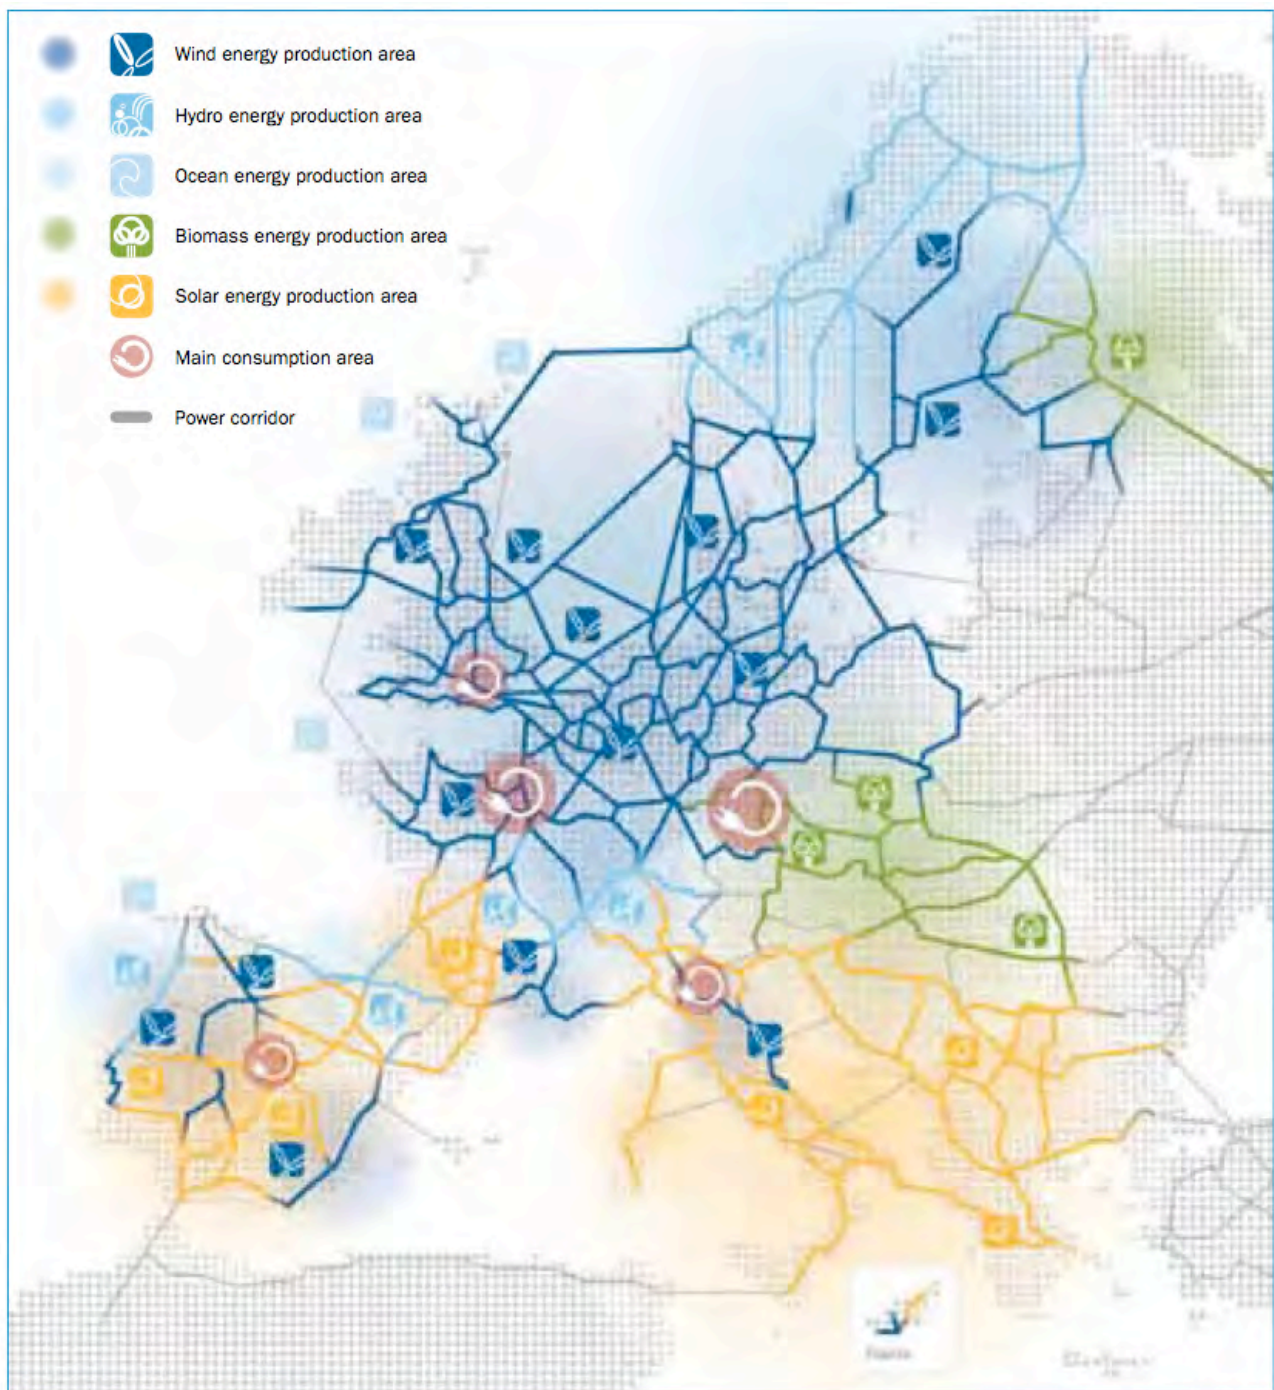 Wind energy production area
Hydro energy production area
Ocean energy production area
Biomass energy production area
Solar energy production area
Main consumption area
Power corridor